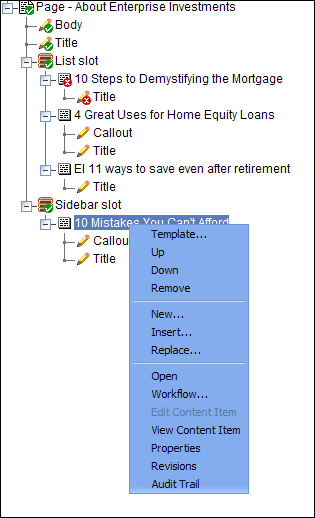 Page - About Enterprise Investments
Body
Title
List slot
10 Steps to Demystifying the Mortgage
Title
4 Great Uses for Home Equity Loans
Callout
Title
EI 11 ways to save even after retirement
Title
Sidebar slot
10 Mistakes You Can't Afford
Callou
Title
Template...
Up
Down
Remove
New...
Insert...
Replace...
Open
Workflow...
Edit Content Item
View Content Item
Properties
Revisions
Audit Trail